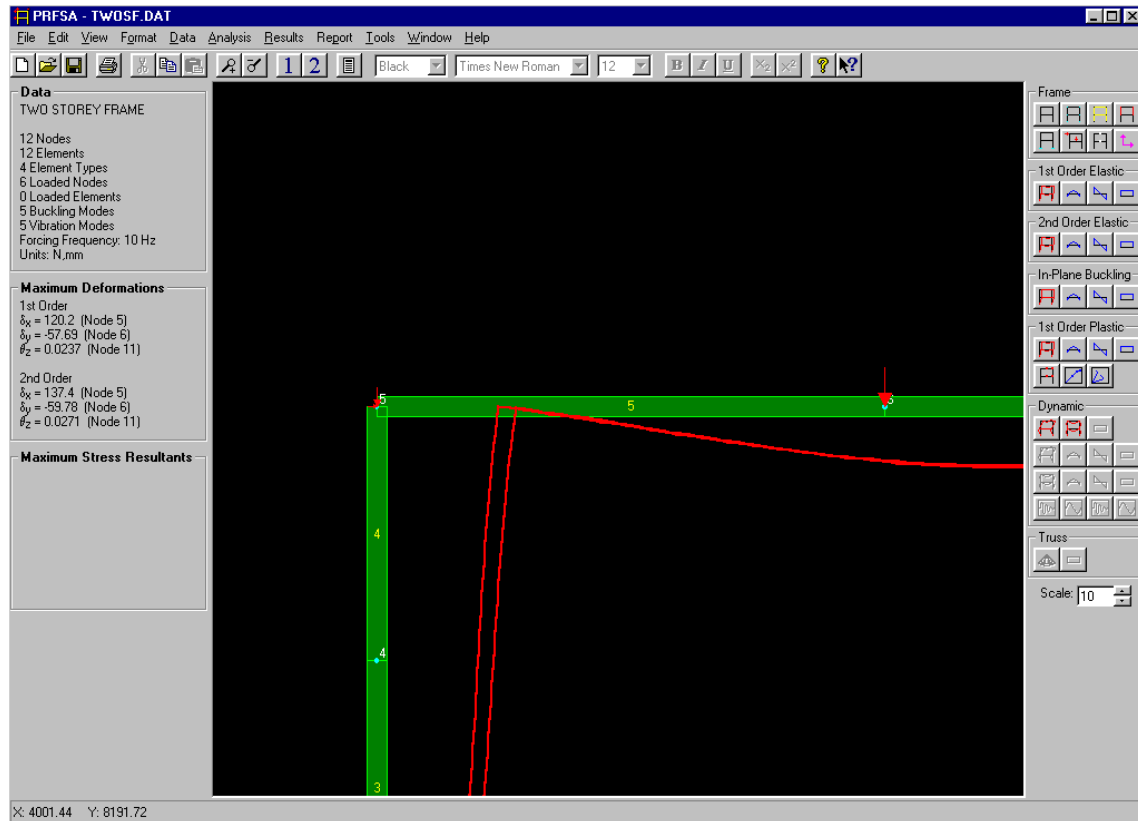 PRFSA - TWOSF.DAT
File Edit View Format Data Analysis Results Report Tools Window Help
1 2 Black Times New Roman 12 B I U X₂ X² ? ?
Data
TWO STOREY FRAME
12 Nodes
12 Elements
4 Element Types
6 Loaded Nodes
0 Loaded Elements
5 Buckling Modes
5 Vibration Modes
Forcing Frequency: 10 Hz
Units: N,mm
Maximum Deformations
1st Order
δx = 120.2 (Node 5)
δy = -57.69 (Node 6)
θz = 0.0237 (Node 11)
2nd Order
δx = 137.4 (Node 5)
δy = -59.78 (Node 6)
θz = 0.0271 (Node 11)
Maximum Stress Resultants
5
5
6
4
4
3
Frame
1st Order Elastic
2nd Order Elastic
In-Plane Buckling
1st Order Plastic
Dynamic
Truss
Scale: 10
X: 4001.44 Y: 8191.72